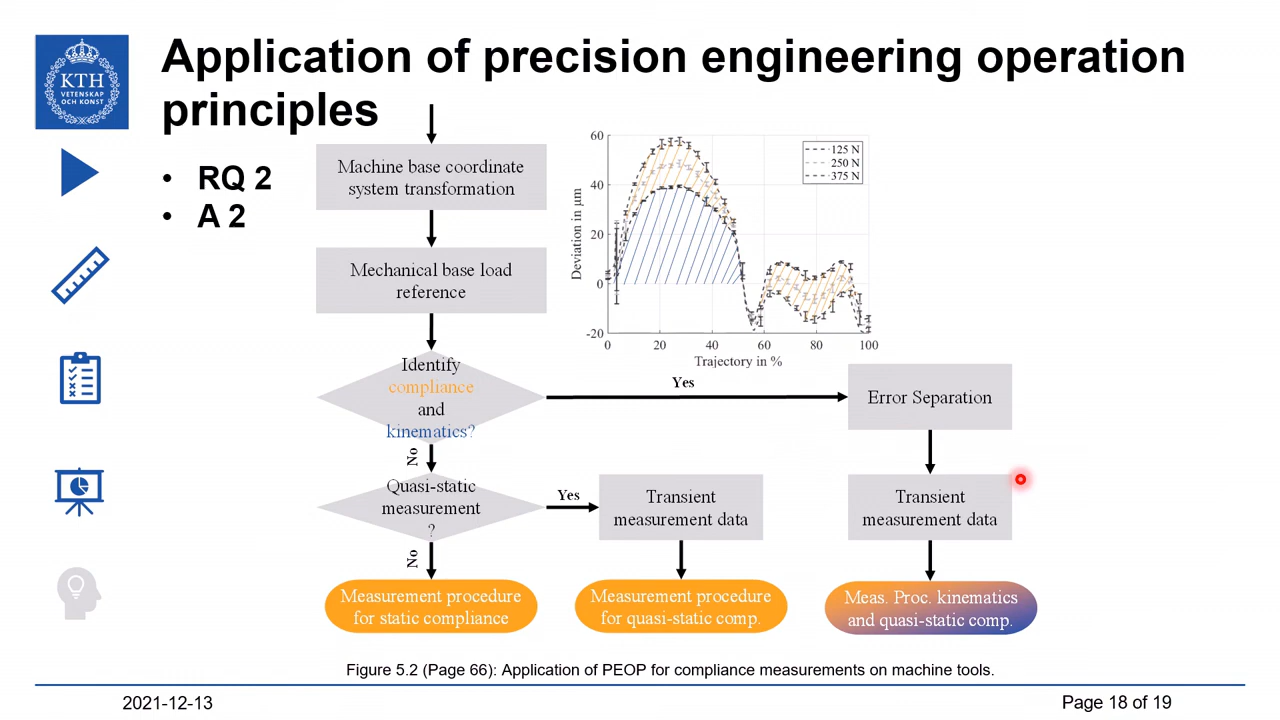 Application of precision engineering operation
principles
KTH
VETENSKAP
OCH KONST
• RQ 2
• A 2
Machine base coordinate
system transformation
Mechanical base load
reference
Identify
compliance
and
kinematics?
Yes
No
Error Separation
Quasi-static
measurement
?
Yes
No
Transient
measurement data
Transient
measurement data
Measurement procedure
for static compliance
Measurement procedure
for quasi-static comp.
Meas. Proc. kinematics
and quasi-static comp.
Deviation in μm
60
40
20
0
-20
0 20 40 60 80 100
Trajectory in %
125 N
250 N
375 N
Figure 5.2 (Page 66): Application of PEOP for compliance measurements on machine tools.
2021-12-13
Page 18 of 19